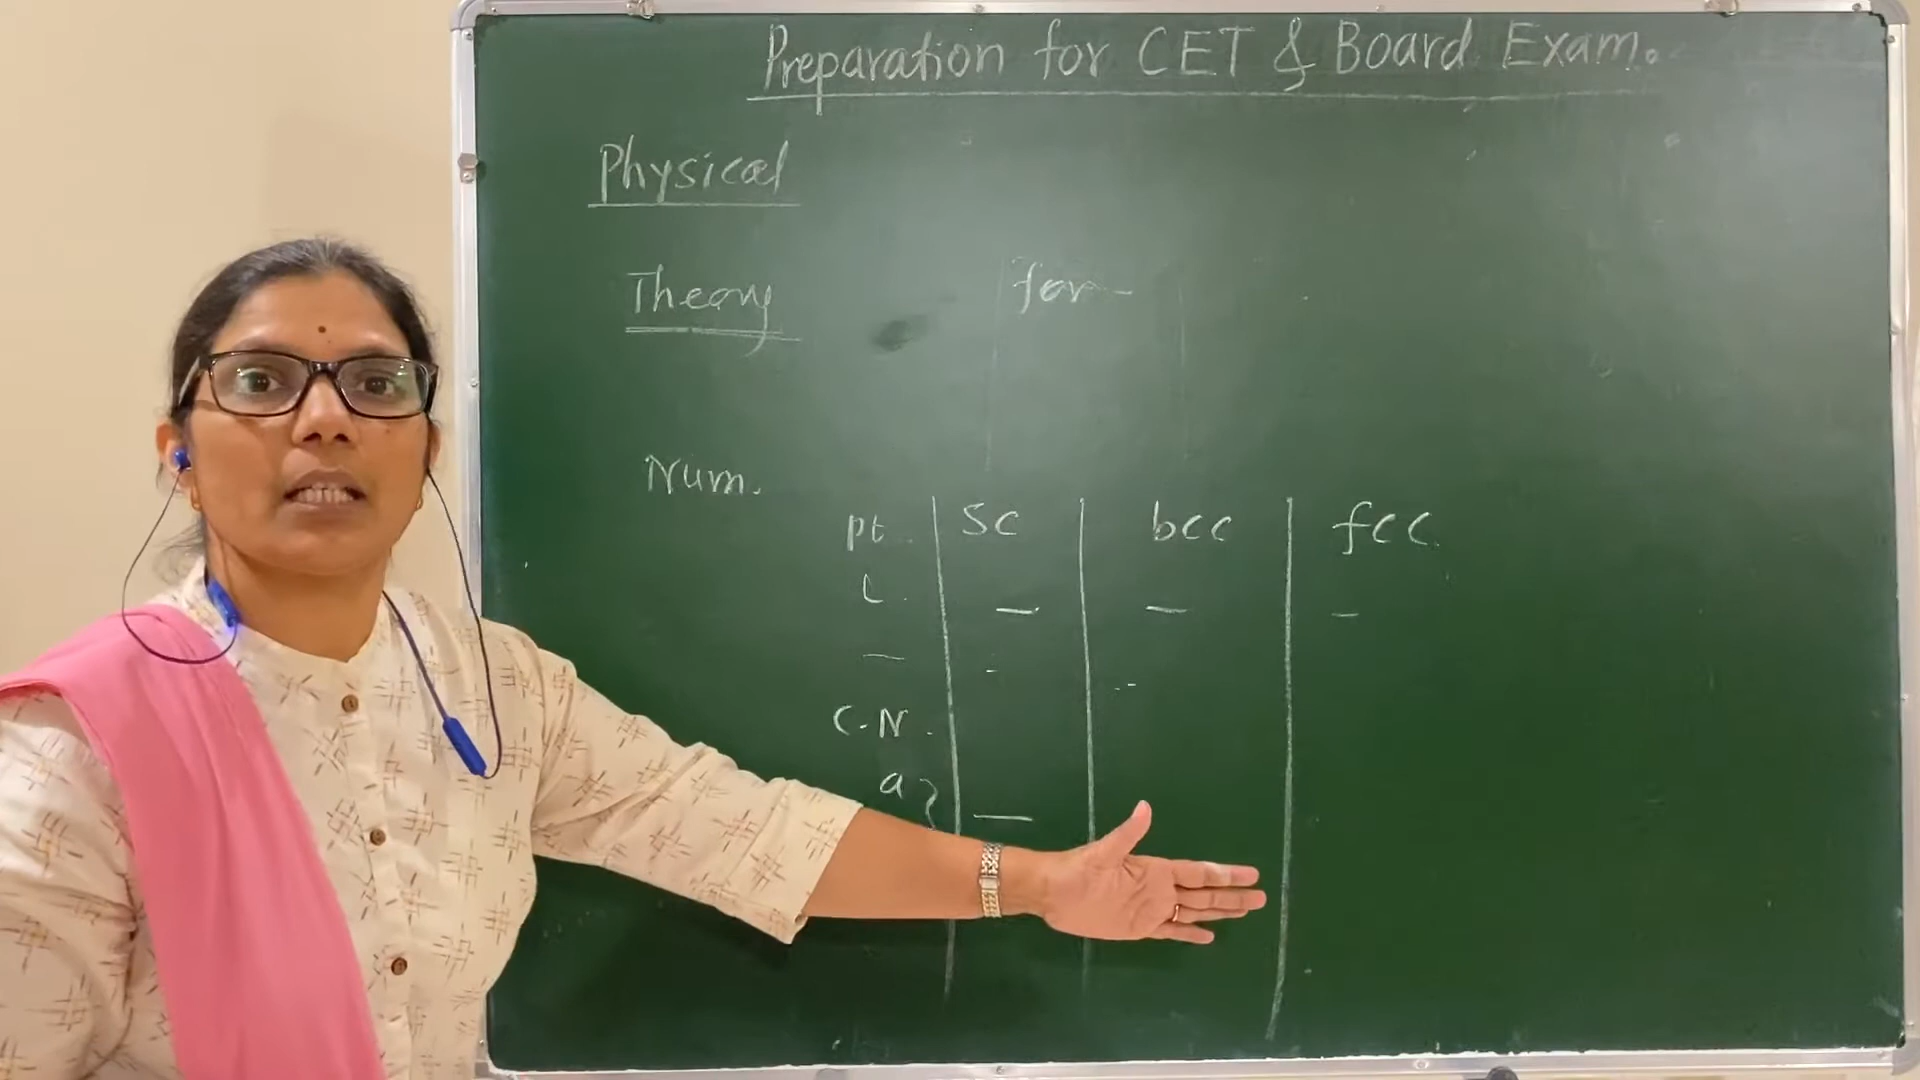 Preparation for CET & Board Exam.
Physical
Theory
for
Num.
pt. SC bcc fcc.
C.N.
a }